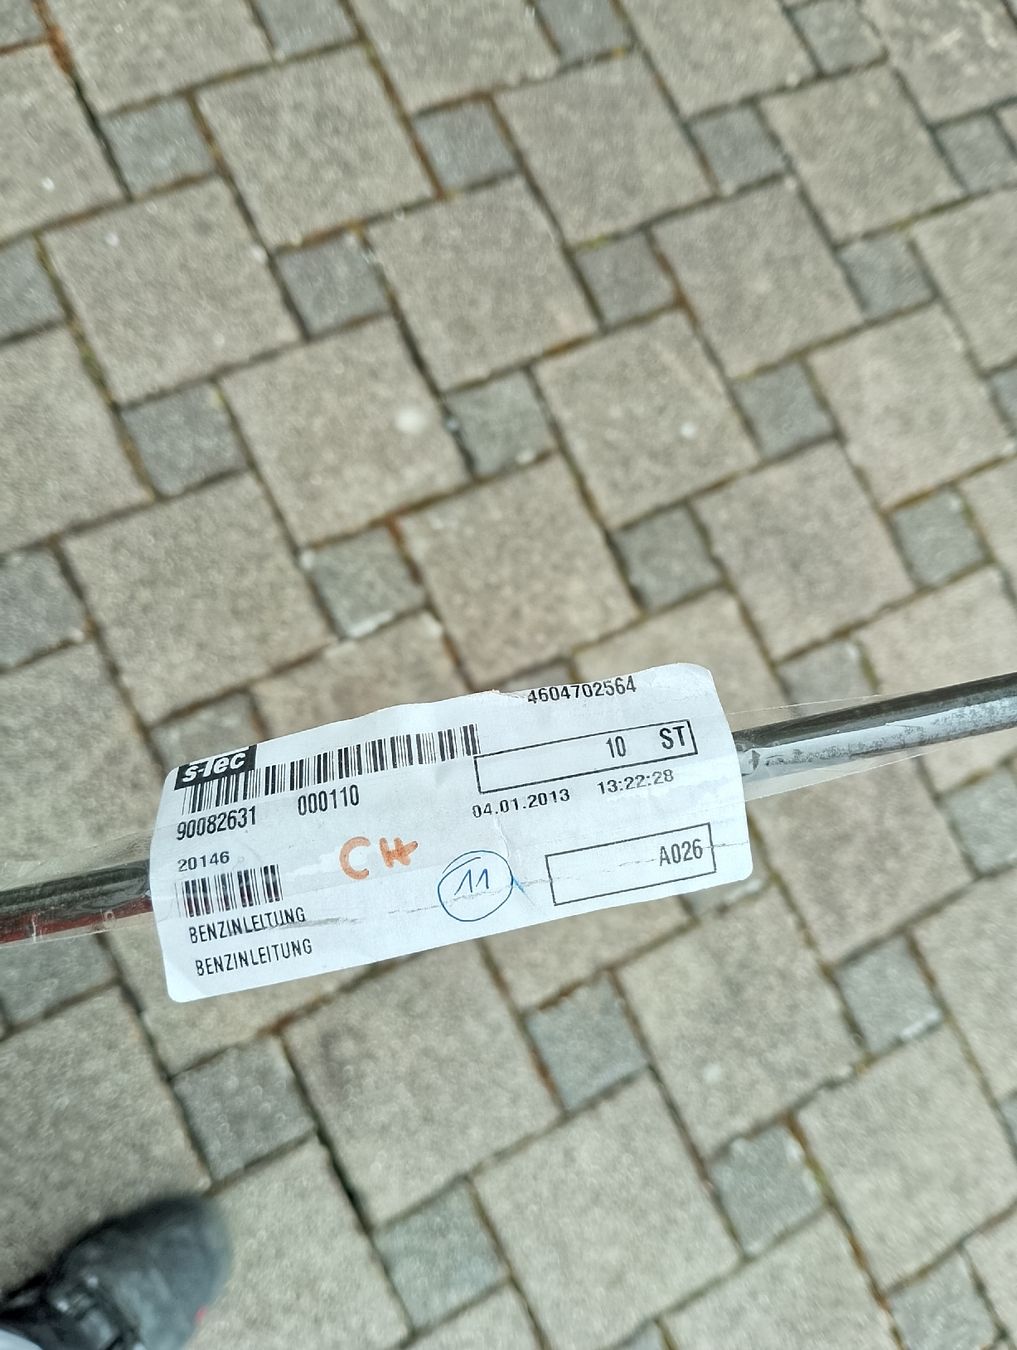 4604702564
s-Tec
10 ST
90082631 000110
04.01.2013 13:22:28
20146
CH
11
A026
BENZINLEITUNG
BENZINLEITUNG